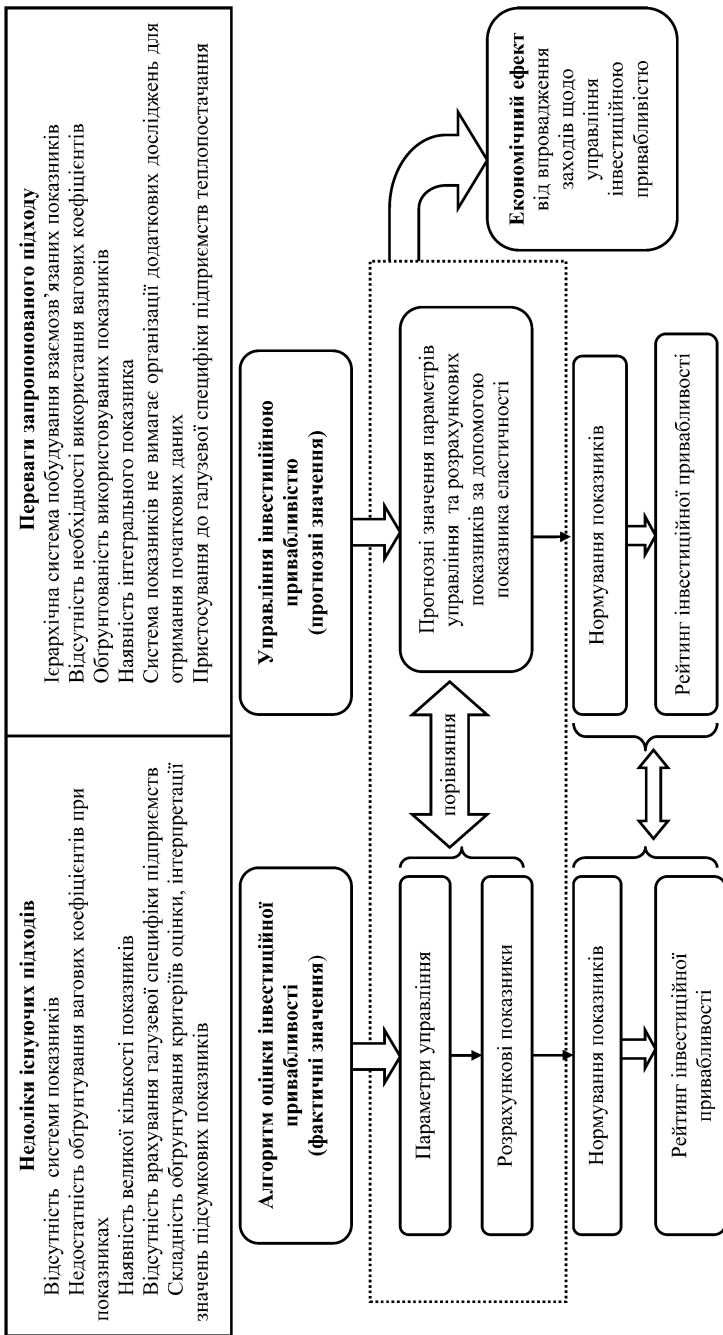 Недоліки існуючих підходів
Відсутність системи показників
Недостатність обґрунтування вагових коефіцієнтів при
показниках
Наявність великої кількості показників
Відсутність врахування галузевої специфіки підприємств
Складність обґрунтування критеріїв оцінки, інтерпретації
значень підсумкових показників
Переваги запропонованого підходу
Ієрархічна система побудування взаємозв’язаних показників
Відсутність необхідності використання вагових коефіцієнтів
Обґрунтованість використовуваних показників
Наявність інтегрального показника
Система показників не вимагає організації додаткових досліджень для
отримання початкових даних
Пристосування до галузевої специфіки підприємств теплопостачання
Алгоритм оцінки інвестиційної
привабливості
(фактичні значення)
Управління інвестиційною
привабливістю
(прогнозні значення)
Параметри управління
Розрахункові показники
порівняння
Прогнозні значення параметрів
управління та розрахункових
показників за допомогою
показника еластичності
Економічний ефект
від впровадження
заходів щодо
управління
інвестиційною
привабливістю
Нормування показників
Рейтинг інвестиційної
привабливості
Нормування показників
Рейтинг інвестиційної привабливості